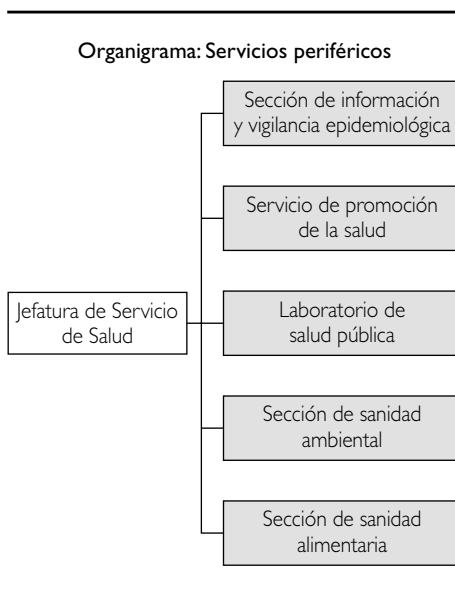 Organigrama: Servicios periféricos
Sección de información
y vigilancia epidemiológica
Servicio de promoción
de la salud
Jefatura de Servicio
de Salud
Laboratorio de
salud pública
Sección de sanidad
ambiental
Sección de sanidad
alimentaria